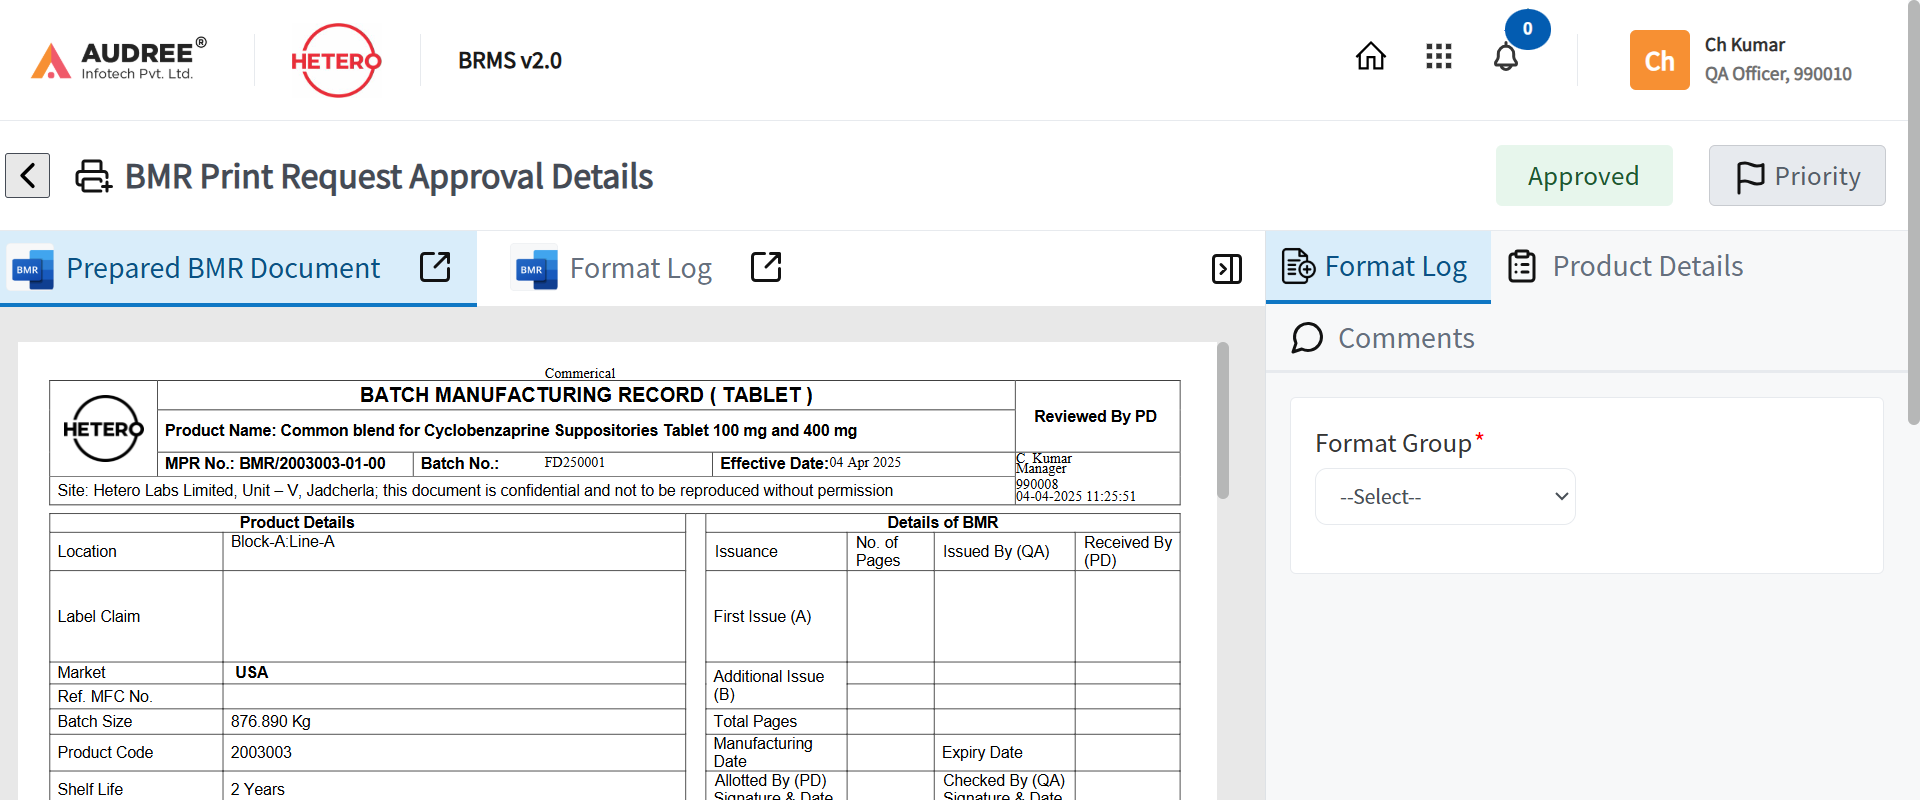 AUDREE®
Infotech Pvt. Ltd.
HETERO
BRMS v2.0
0
Ch
Ch Kumar
QA Officer, 990010
BMR Print Request Approval Details
Approved
Priority
BMR
Prepared BMR Document
BMR
Format Log
Format Log
Product Details
Comments
Format Group*
--Select--
Commerical
HETERO
BATCH MANUFACTURING RECORD ( TABLET )
Reviewed By PD
Product Name: Common blend for Cyclobenzaprine Suppositories Tablet 100 mg and 400 mg
MPR No.: BMR/2003003-01-00
Batch No.: FD250001
Effective Date:04 Apr 2025
C. Kumar
Manager
990008
04-04-2025 11:25:51
Site: Hetero Labs Limited, Unit – V, Jadcherla; this document is confidential and not to be reproduced without permission
Product Details
Location Block-A:Line-A
Label Claim
Market USA
Ref. MFC No.
Batch Size 876.890 Kg
Product Code 2003003
Shelf Life 2 Years
Details of BMR
Issuance
No. of
Pages
Issued By (QA)
Received By
(PD)
First Issue (A)
Additional Issue
(B)
Total Pages
Manufacturing
Date
Expiry Date
Allotted By (PD)
Signature & Date
Checked By (QA)
Signature & Date